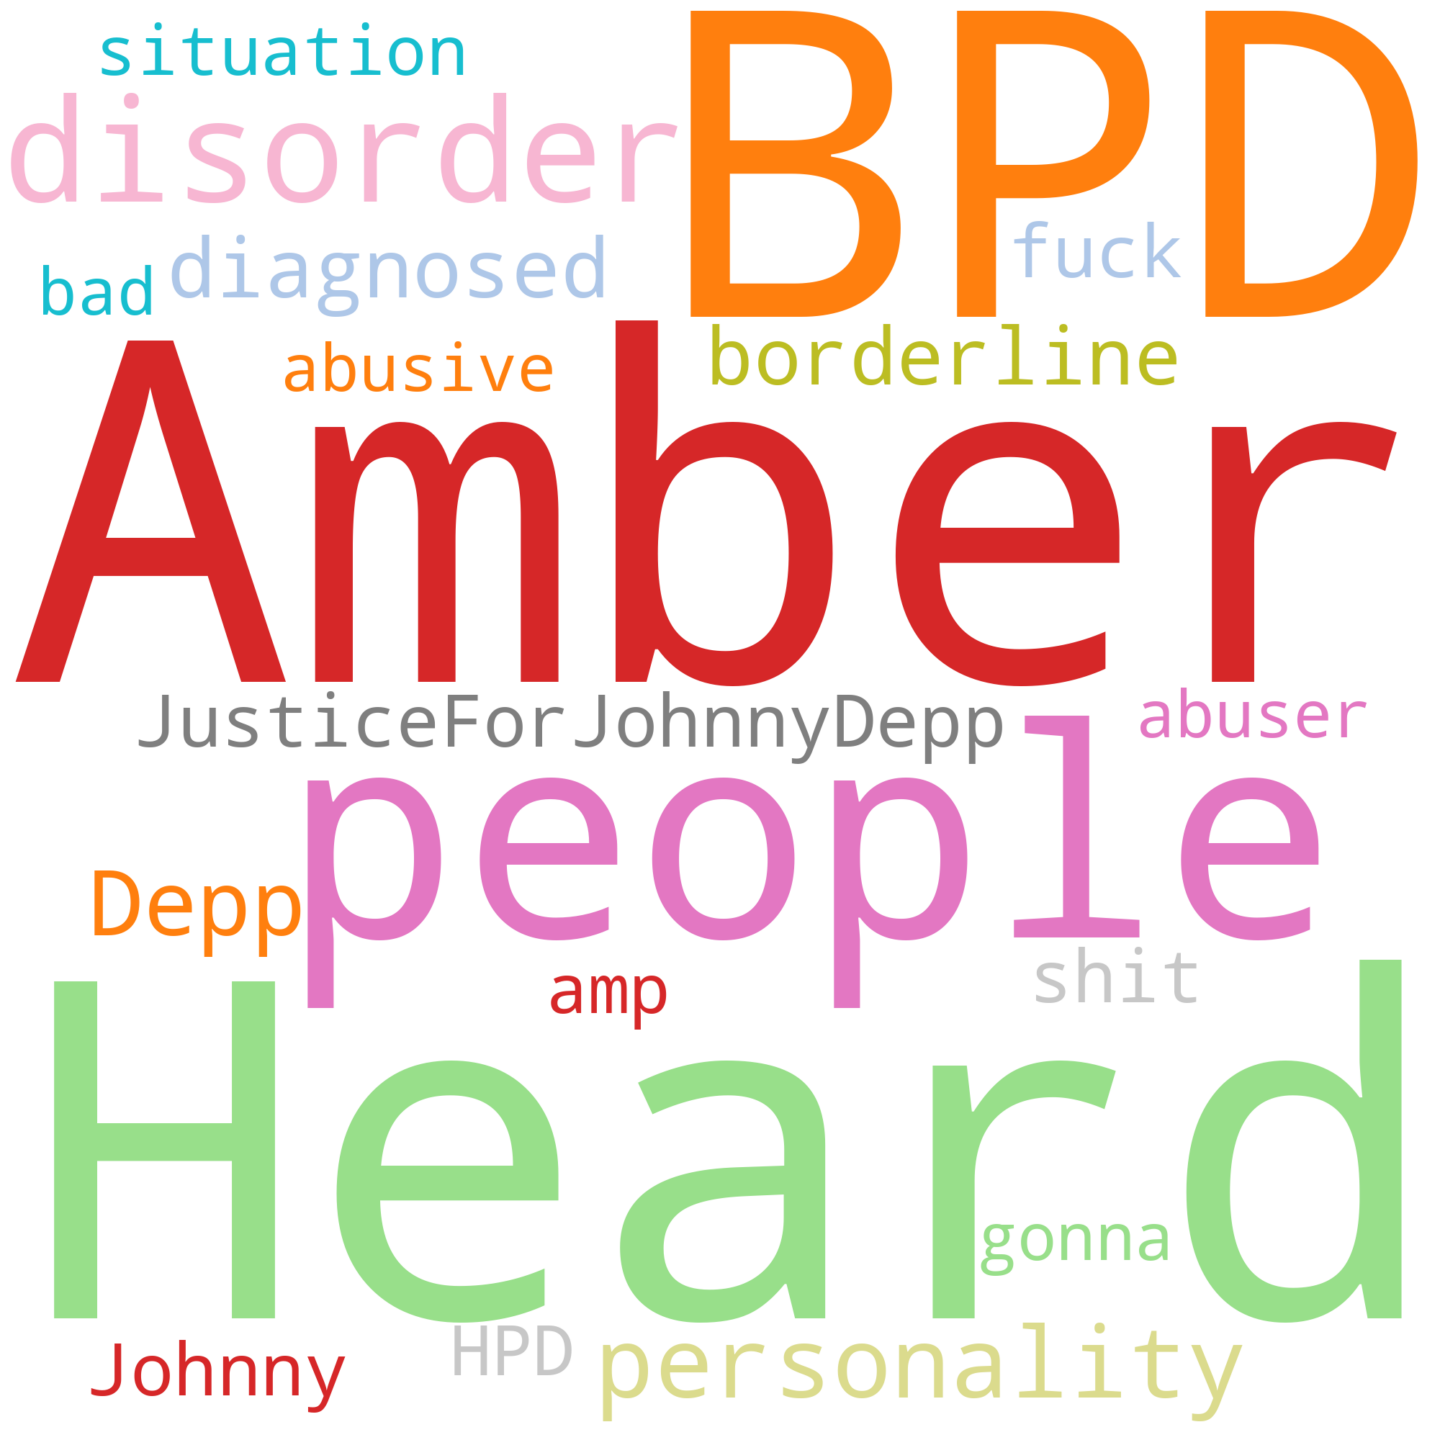 situation
BPD
disorder
diagnosed
fuck
bad
borderline
abusive
Amber
JusticeForJohnnyDepp
abuser
people
Depp
shit
amp
Heard
gonna
Johnny
HPD
personality